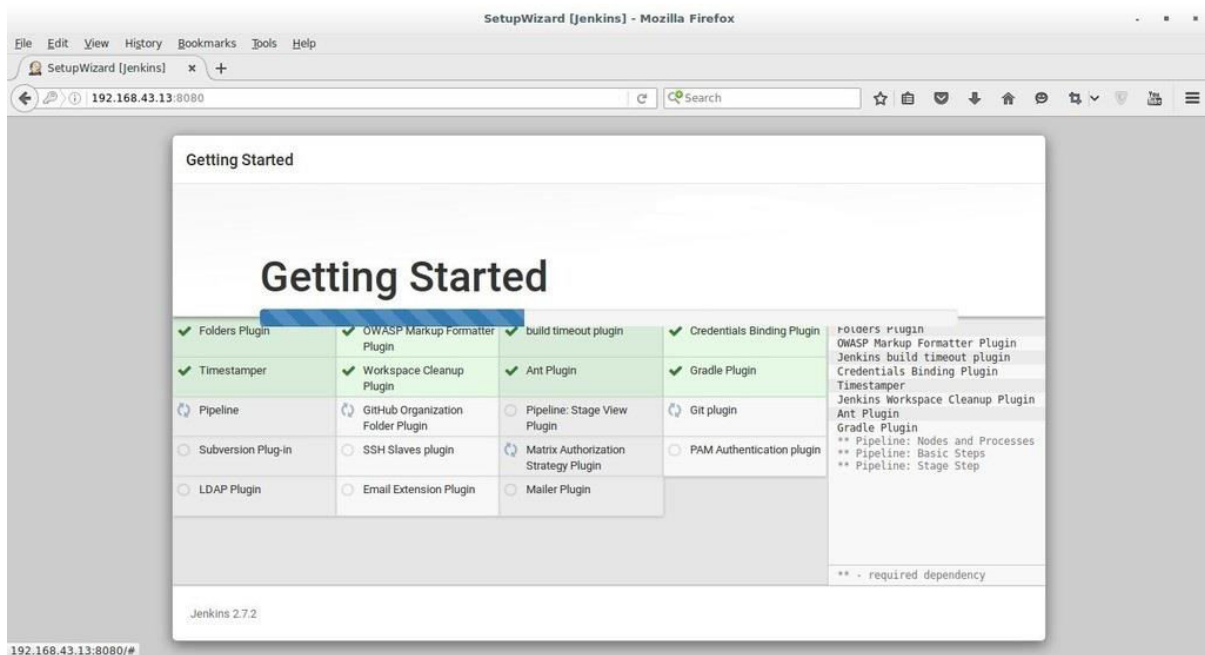 SetupWizard [Jenkins] - Mozilla Firefox
File Edit View History Bookmarks Tools Help
SetupWizard [Jenkins]
192.168.43.13:8080
Search
You
Getting Started
Getting Started
Folders Plugin
OWASP Markup Formatter
Plugin
build timeout plugin
Credentials Binding Plugin
Timestamper
Workspace Cleanup
Plugin
Ant Plugin
Gradle Plugin
Pipeline
GitHub Organization
Folder Plugin
Pipeline: Stage View
Plugin
Git plugin
Subversion Plug-in
SSH Slaves plugin
Matrix Authorization
Strategy Plugin
PAM Authentication plugin
LDAP Plugin
Email Extension Plugin
Mailer Plugin
Folders Plugin
OWASP Markup Formatter Plugin
Jenkins build timeout plugin
Credentials Binding Plugin
Timestamper
Jenkins Workspace Cleanup Plugin
Ant Plugin
Gradle Plugin
** Pipeline: Nodes and Processes
** Pipeline: Basic Steps
** Pipeline: Stage Step
** - required dependency
Jenkins 2.7.2
192.168.43.13:8080/#